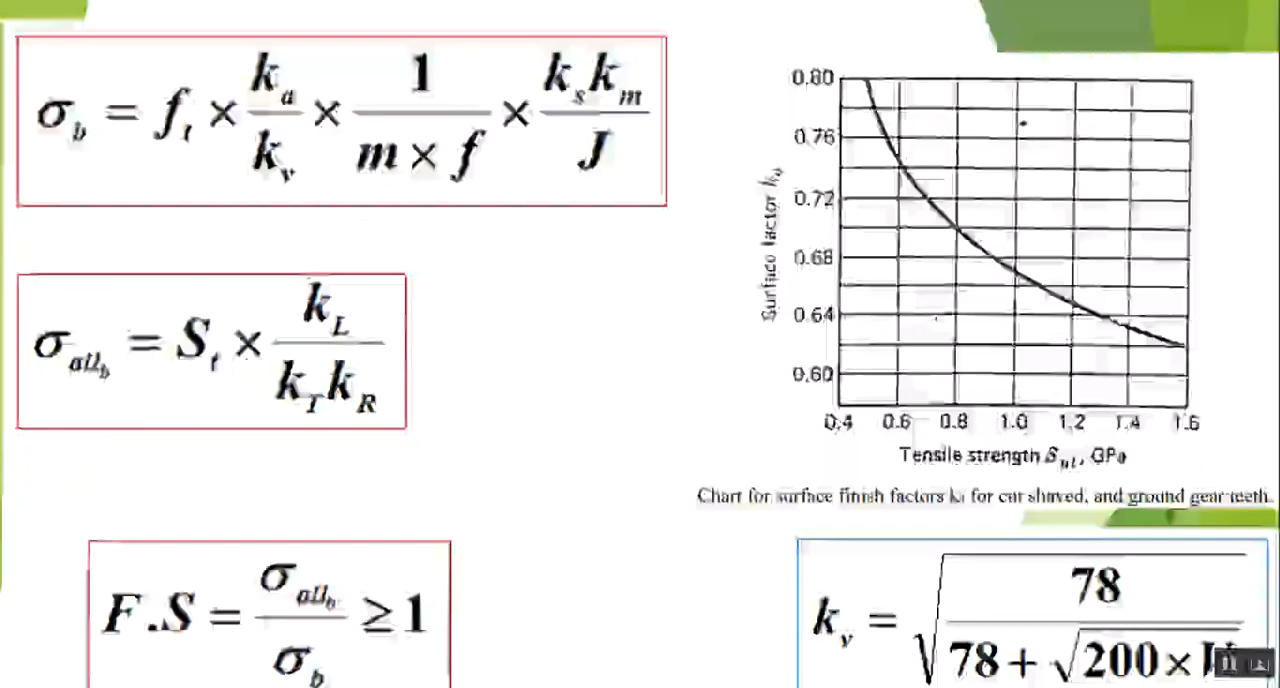 σ_b = f_t × k_a / k_v × 1 / (m × f) × k_s k_m / J
σ_all_b = S_t × k_L / (k_T k_R)
F.S = σ_all_b / σ_b ≥ 1
0.80
0.76
0.72
0.68
0.64
0.60
Surface factor
0.4 0.6 0.8 1.0 1.2 1.4 1.6
Tensile strength S_ut, GPa
Chart for surface finish factors for cut shaved, and ground gear teeth.
k_v = √(78 / (78 + √(200 ×